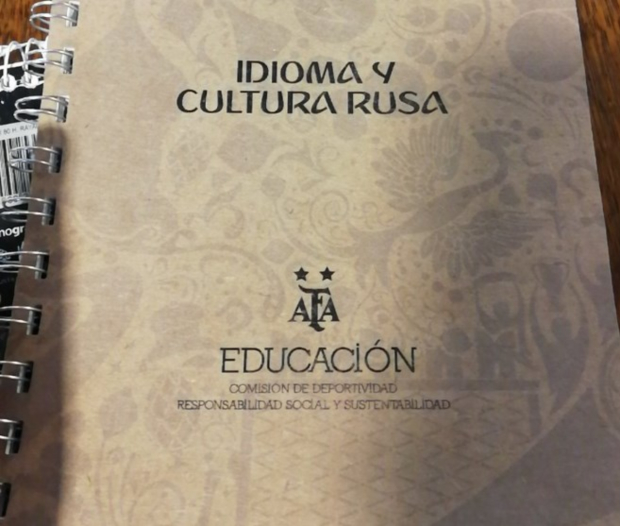 IDIOMA Y
CULTURA RUSA
AFA
EDUCACIÓN
COMISIÓN DE DEPORTIVIDAD
RESPONSABILIDAD SOCIAL Y SUSTENTABILIDAD